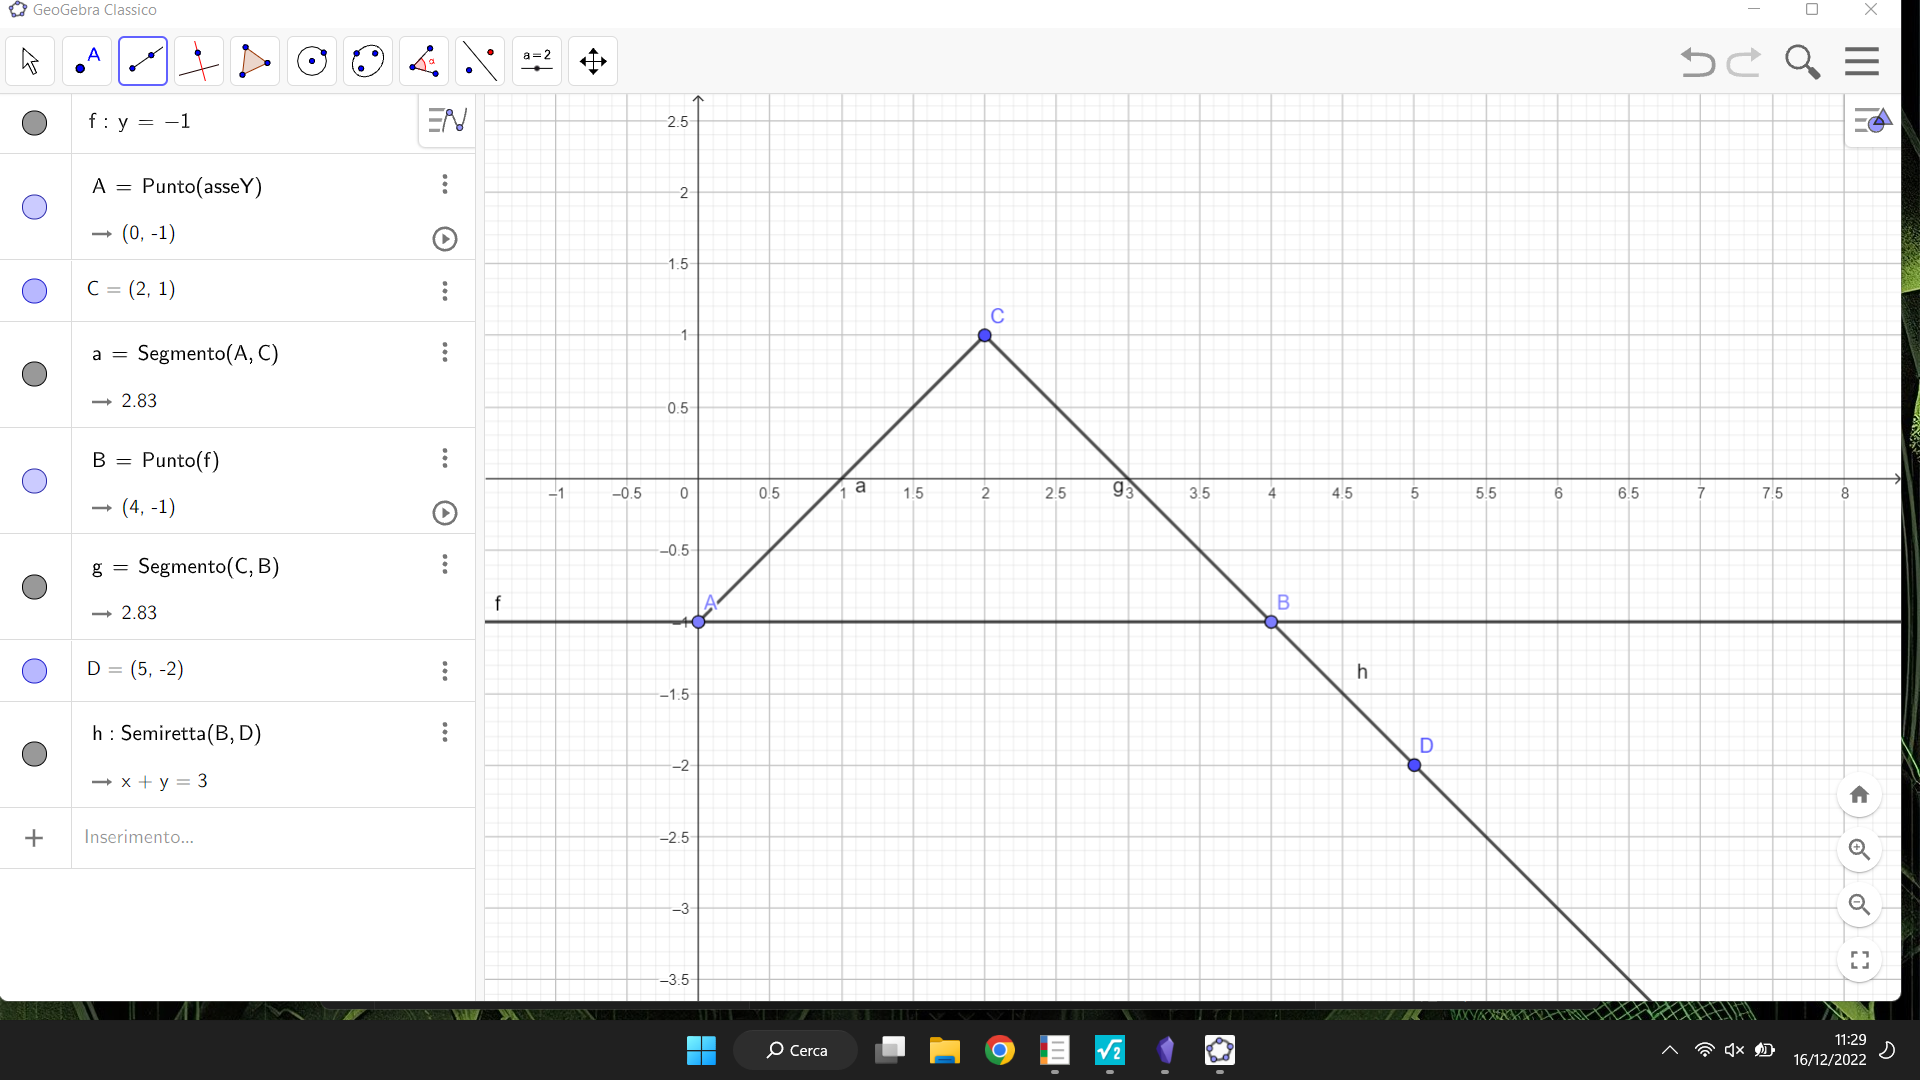 GeoGebra Classico
A
α
a = 2
f : y = −1
A = Punto(asseY)
→ (0, -1)
C = (2, 1)
a = Segmento(A, C)
→ 2.83
B = Punto(f)
→ (4, -1)
g = Segmento(C, B)
→ 2.83
D = (5, -2)
h : Semiretta(B, D)
→ x + y = 3
+ Inserimento...
2.5
2
1.5
C
1
0.5
−1 −0.5 0 0.5 1 a 1.5 2 2.5 g 3 3.5 4 4.5 5 5.5 6 6.5 7 7.5 8
−0.5
f A B
−1
h
−1.5
D
−2
−2.5
−3
−3.5
Cerca
√2
11:29
16/12/2022